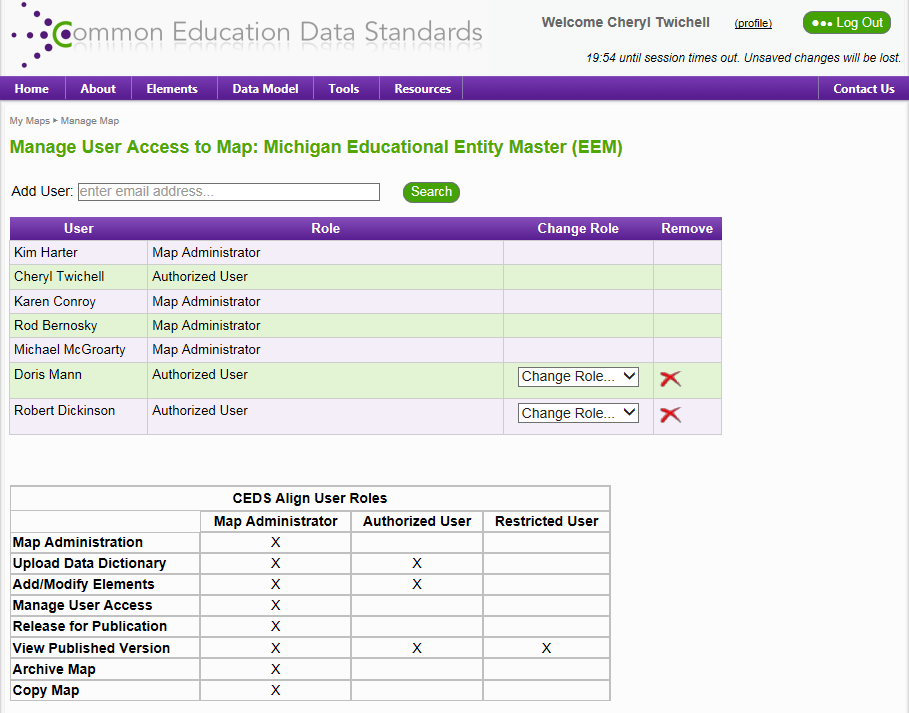 Common Education Data Standards
Welcome Cheryl Twichell (profile) ●●● Log Out
19:54 until session times out. Unsaved changes will be lost.
Home About Elements Data Model Tools Resources Contact Us
My Maps ▸ Manage Map
Manage User Access to Map: Michigan Educational Entity Master (EEM)
Add User: enter email address... Search
User Role Change Role Remove
Kim Harter Map Administrator
Cheryl Twichell Authorized User
Karen Conroy Map Administrator
Rod Bernosky Map Administrator
Michael McGroarty Map Administrator
Doris Mann Authorized User Change Role...
Robert Dickinson Authorized User Change Role...
CEDS Align User Roles
Map Administrator Authorized User Restricted User
Map Administration X
Upload Data Dictionary X X
Add/Modify Elements X X
Manage User Access X
Release for Publication X
View Published Version X X X
Archive Map X
Copy Map X